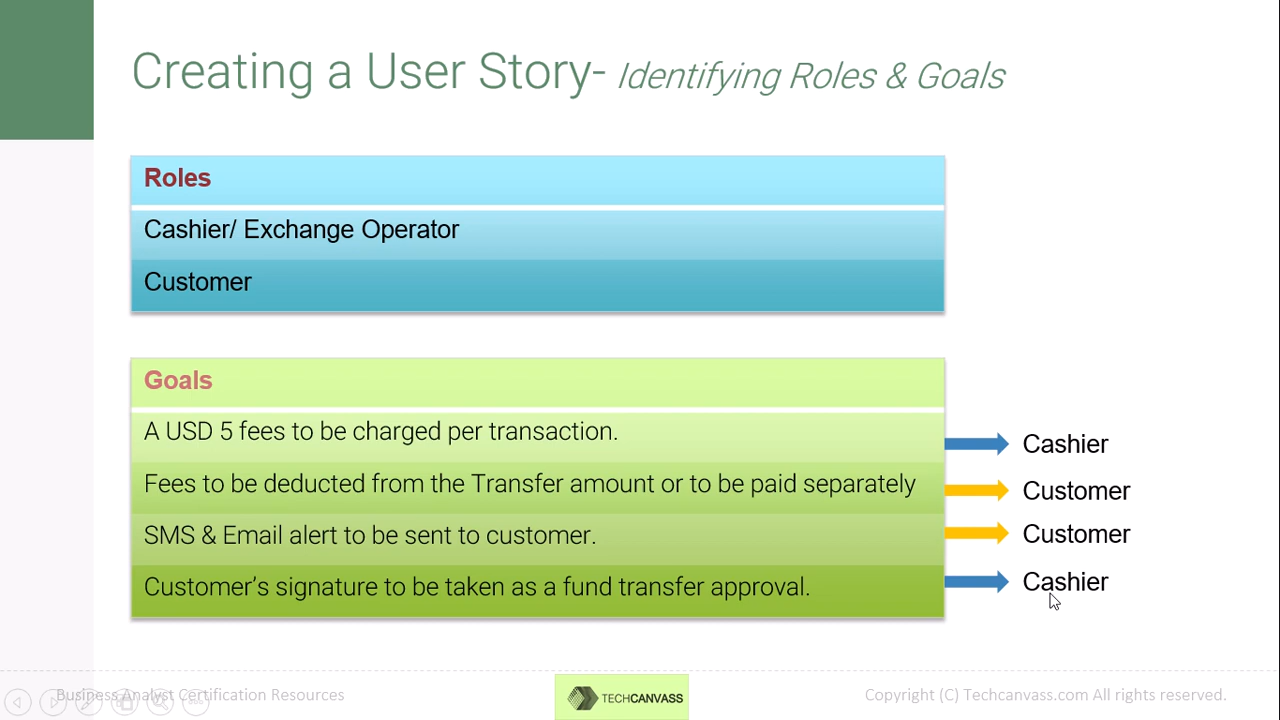 Creating a User Story- Identifying Roles & Goals
Roles
Cashier/ Exchange Operator
Customer
Goals
A USD 5 fees to be charged per transaction.
Cashier
Fees to be deducted from the Transfer amount or to be paid separately
Customer
SMS & Email alert to be sent to customer.
Customer
Customer’s signature to be taken as a fund transfer approval.
Cashier
Business Analyst Certification Resources
TECHCANVASS
Copyright (C) Techcanvass.com All rights reserved.